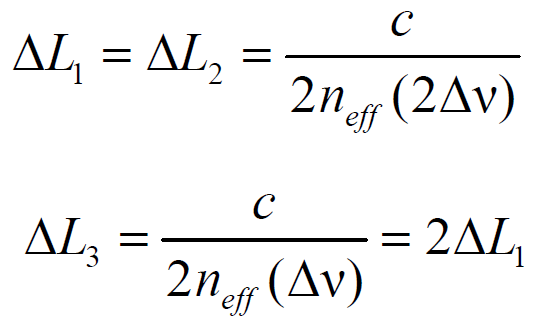 ΔL₁ = ΔL₂ = c / 2n_eff (2Δν)
ΔL₃ = c / 2n_eff (Δν) = 2ΔL₁